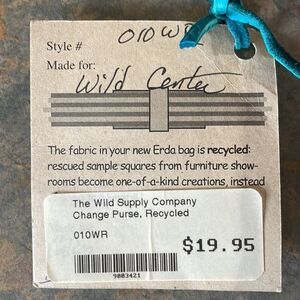 Style # 010WR
Made for:
Wild Center
The fabric in your new Erda bag is recycled:
rescued sample squares from furniture show-
rooms become one-of-a-kind creations, instead
The Wild Supply Company
Change Purse, Recycled
010WR
$19.95
9003421